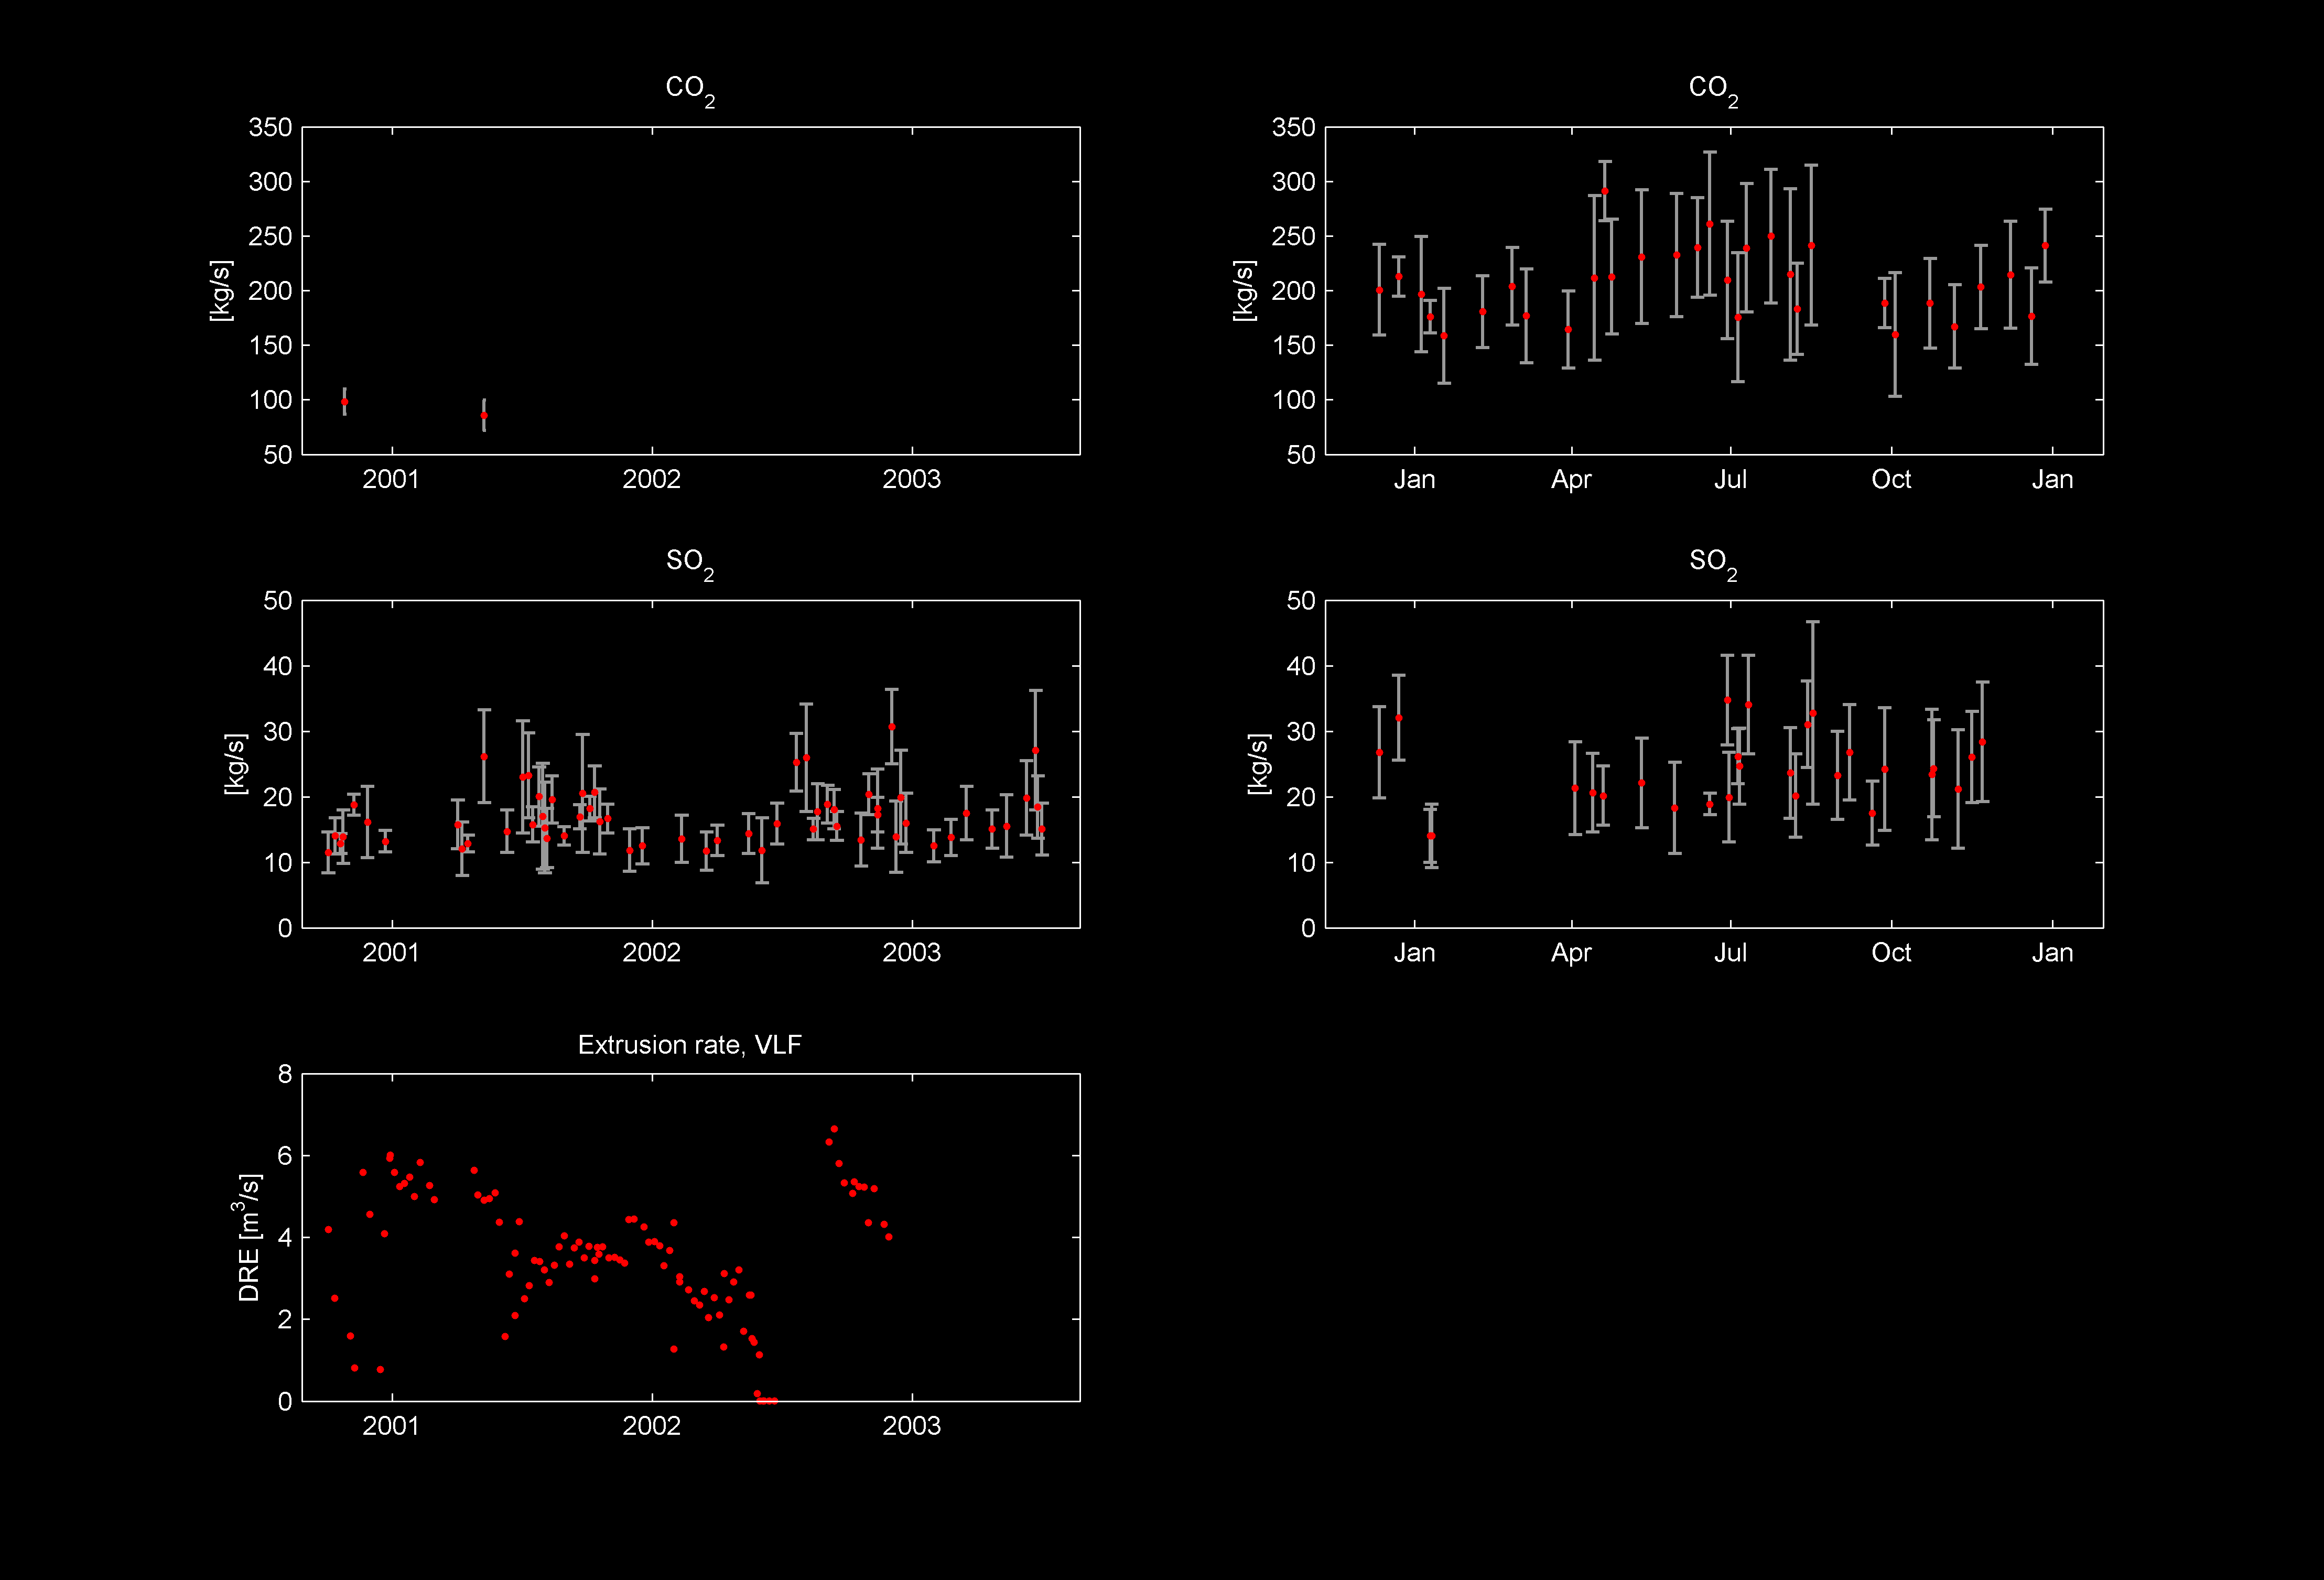 CO2
350
300
250
200
150
100
50
[kg/s]
2001 2002 2003
CO2
350
300
250
200
150
100
50
[kg/s]
Jan Apr Jul Oct Jan
SO2
50
40
30
20
10
0
[kg/s]
2001 2002 2003
SO2
50
40
30
20
10
0
[kg/s]
Jan Apr Jul Oct Jan
Extrusion rate, VLF
8
6
4
2
0
DRE [m3/s]
2001 2002 2003